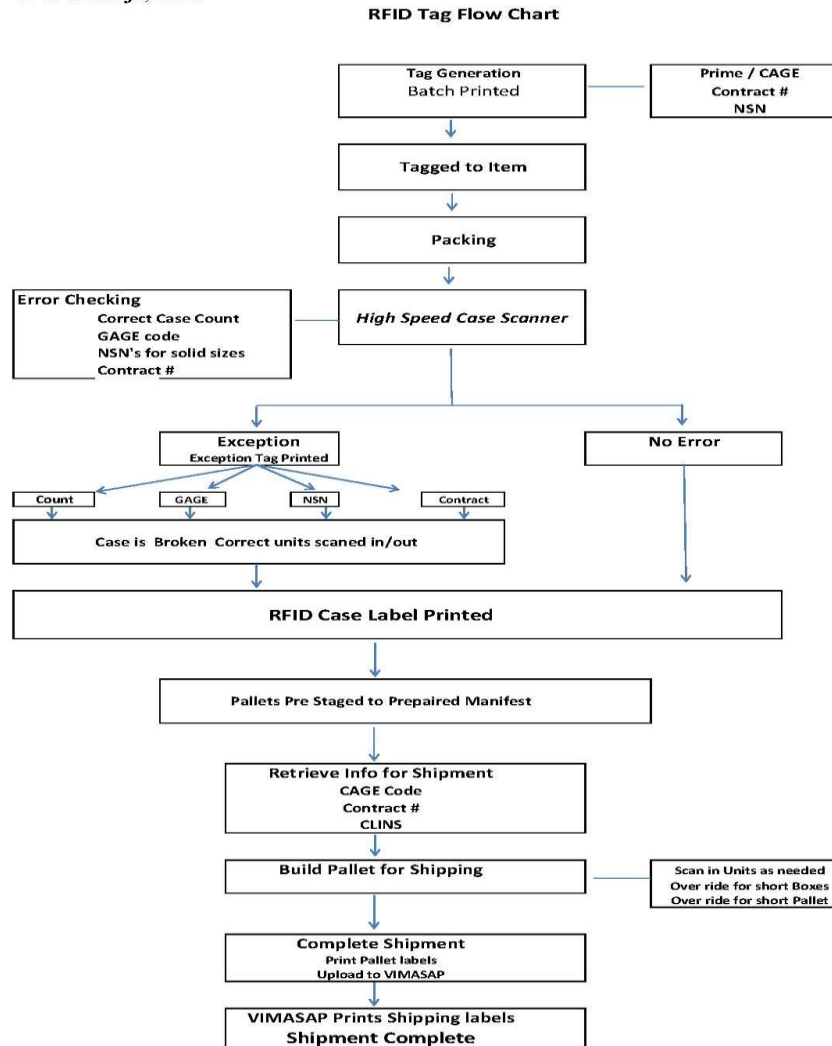 RFID Tag Flow Chart
Tag Generation
Batch Printed
Prime / CAGE
Contract #
NSN
Tagged to Item
Packing
Error Checking
Correct Case Count
GAGE code
NSN's for solid sizes
Contract #
High Speed Case Scanner
Exception
Exception Tag Printed
No Error
Count
GAGE
NSN
Contract
Case is Broken Correct units scaned in/out
RFID Case Label Printed
Pallets Pre Staged to Prepaired Manifest
Retrieve Info for Shipment
CAGE Code
Contract #
CLINS
Build Pallet for Shipping
Scan in Units as needed
Over ride for short Boxes
Over ride for short Pallet
Complete Shipment
Print Pallet labels
Upload to VIMASAP
VIMASAP Prints Shipping labels
Shipment Complete